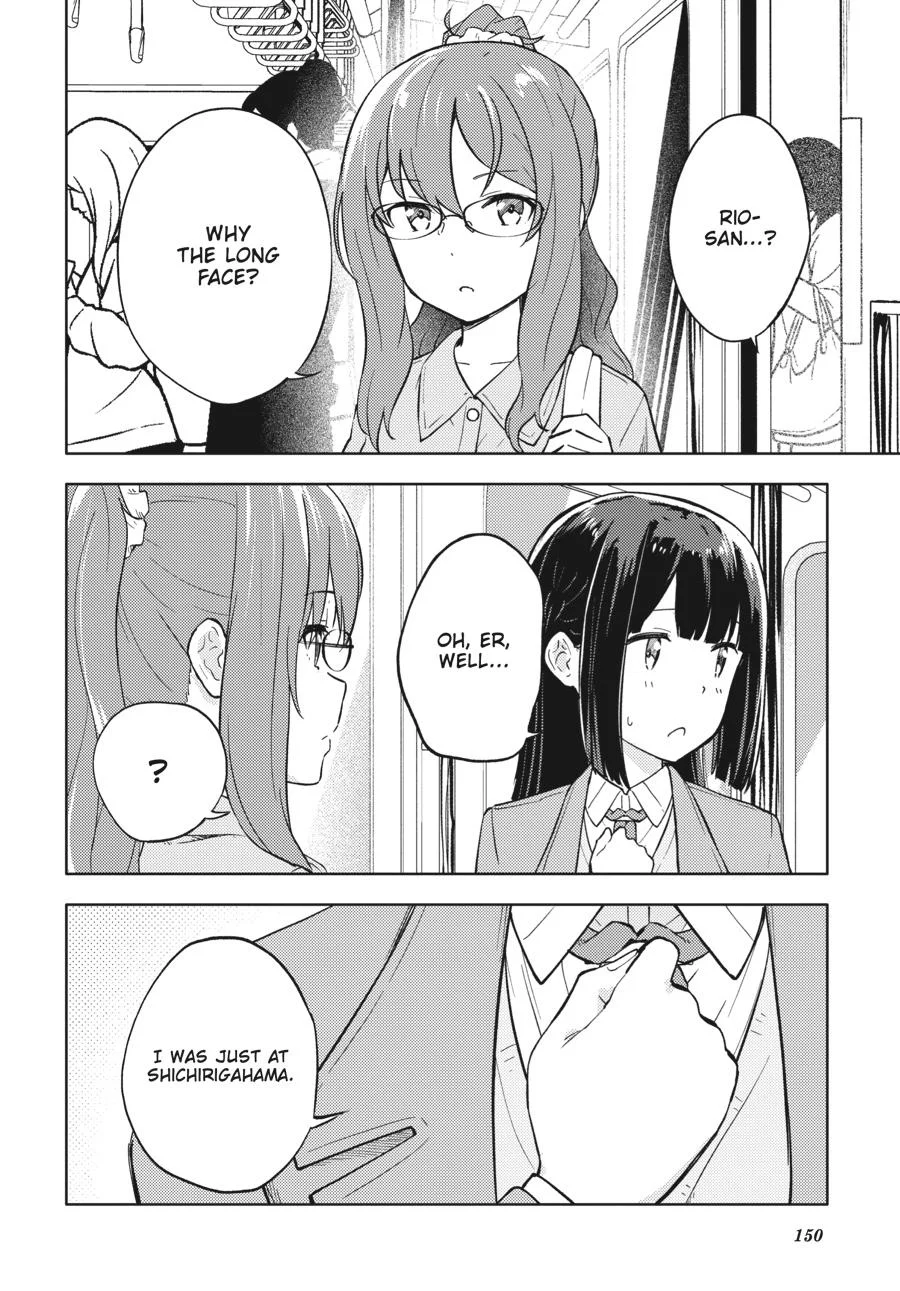 RIO-
SAN...?
WHY
THE LONG
FACE?
OH, ER,
WELL...
?
I WAS JUST AT
SHICHIRIGAHAMA.
150